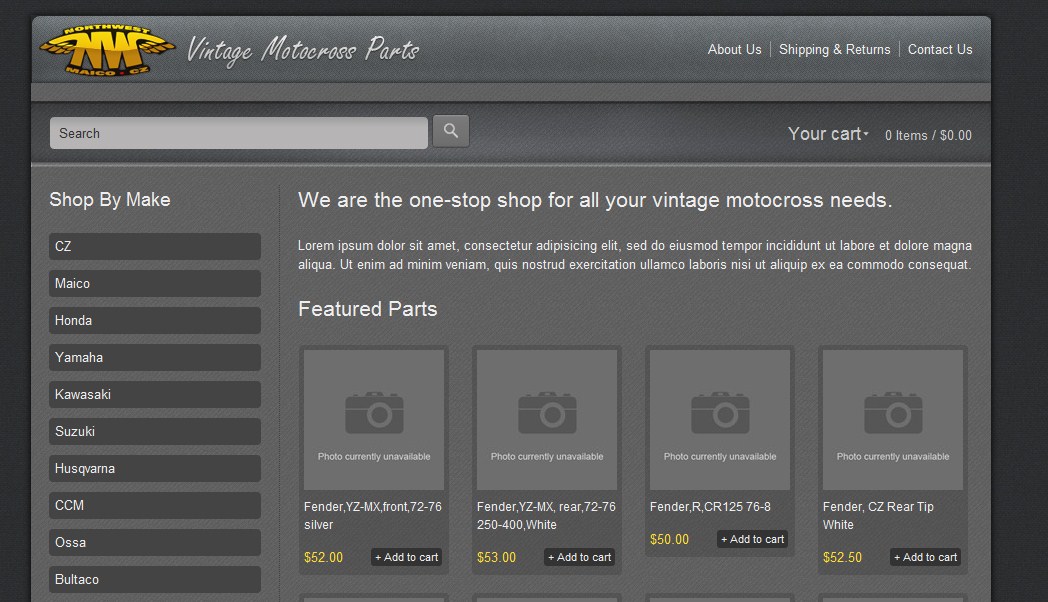 NORTHWEST
NW
MAICO • CZ
Vintage Motocross Parts
About Us
Shipping & Returns
Contact Us
Search
Your cart
0 Items / $0.00
Shop By Make
CZ
Maico
Honda
Yamaha
Kawasaki
Suzuki
Husqvarna
CCM
Ossa
Bultaco
We are the one-stop shop for all your vintage motocross needs.
Lorem ipsum dolor sit amet, consectetur adipisicing elit, sed do eiusmod tempor incididunt ut labore et dolore magna
aliqua. Ut enim ad minim veniam, quis nostrud exercitation ullamco laboris nisi ut aliquip ex ea commodo consequat.
Featured Parts
Photo currently unavailable
Fender,YZ-MX,front,72-76
silver
$52.00
+ Add to cart
Photo currently unavailable
Fender,YZ-MX, rear,72-76
250-400,White
$53.00
+ Add to cart
Photo currently unavailable
Fender,R,CR125 76-8
$50.00
+ Add to cart
Photo currently unavailable
Fender, CZ Rear Tip
White
$52.50
+ Add to cart